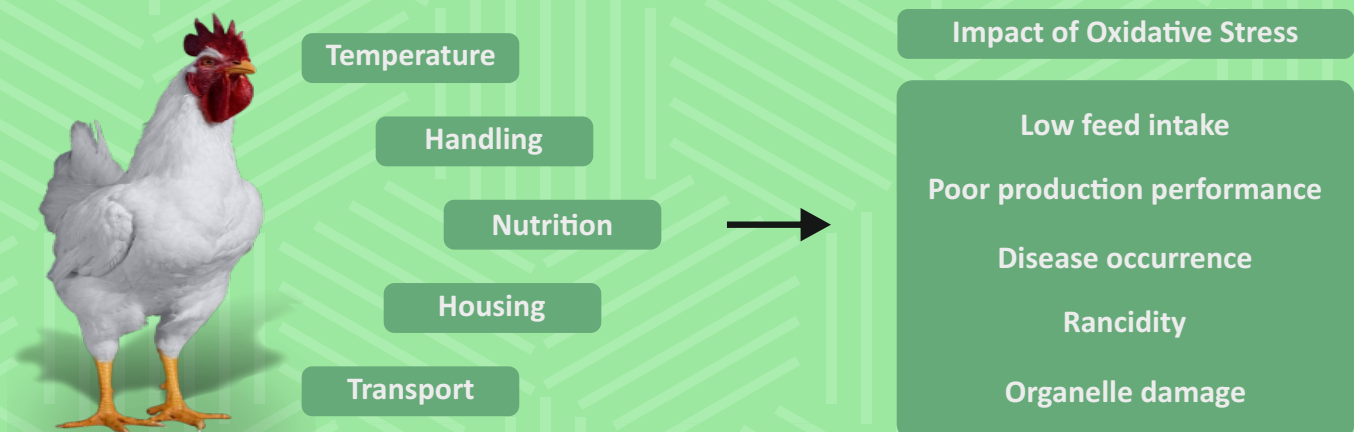 Temperature
Handling
Nutrition
Housing
Transport
Impact of Oxidative Stress
Low feed intake
Poor production performance
Disease occurrence
Rancidity
Organelle damage